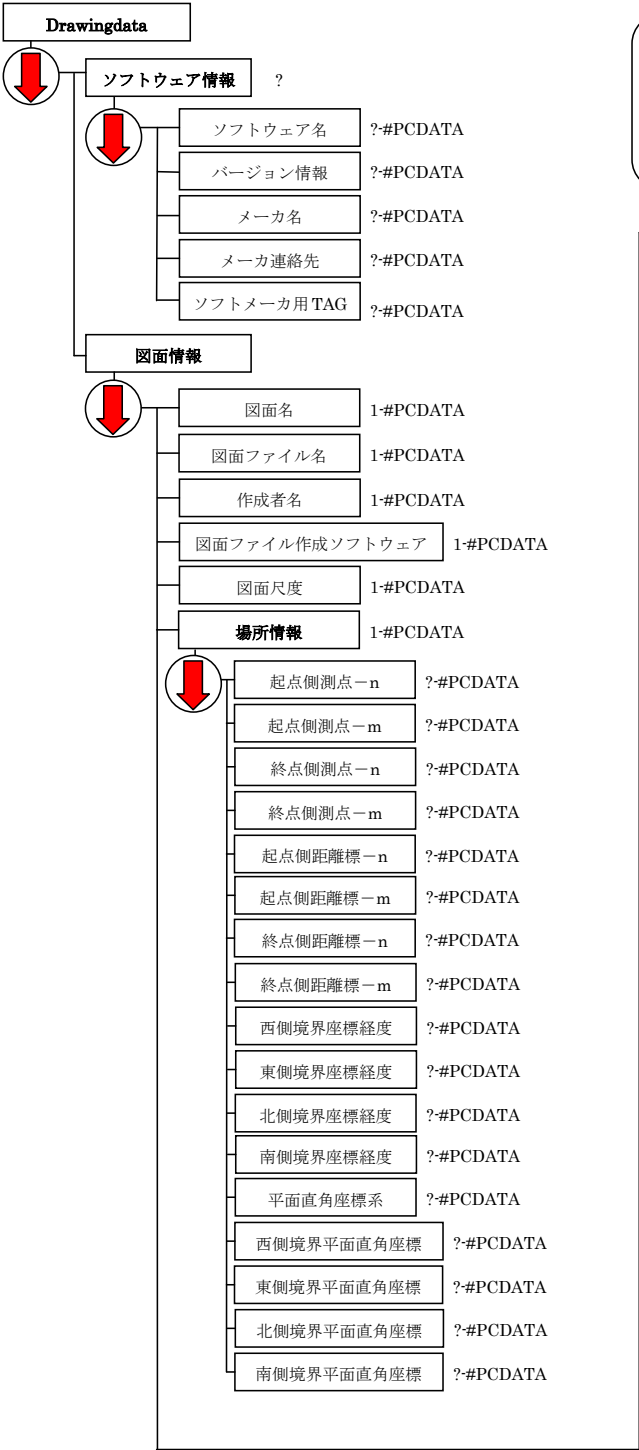 Drawingdata
ソフトウェア情報 ?
ソフトウェア名 ?-#PCDATA
バージョン情報 ?-#PCDATA
メーカ名 ?-#PCDATA
メーカ連絡先 ?-#PCDATA
ソフトメーカ用TAG ?-#PCDATA
図面情報
図面名 1-#PCDATA
図面ファイル名 1-#PCDATA
作成者名 1-#PCDATA
図面ファイル作成ソフトウェア 1-#PCDATA
図面尺度 1-#PCDATA
場所情報 1-#PCDATA
起点側測点－n ?-#PCDATA
起点側測点－m ?-#PCDATA
終点側測点－n ?-#PCDATA
終点側測点－m ?-#PCDATA
起点側距離標－n ?-#PCDATA
起点側距離標－m ?-#PCDATA
終点側距離標－n ?-#PCDATA
終点側距離標－m ?-#PCDATA
西側境界座標経度 ?-#PCDATA
東側境界座標経度 ?-#PCDATA
北側境界座標経度 ?-#PCDATA
南側境界座標経度 ?-#PCDATA
平面直角座標系 ?-#PCDATA
西側境界平面直角座標 ?-#PCDATA
東側境界平面直角座標 ?-#PCDATA
北側境界平面直角座標 ?-#PCDATA
南側境界平面直角座標 ?-#PCDATA